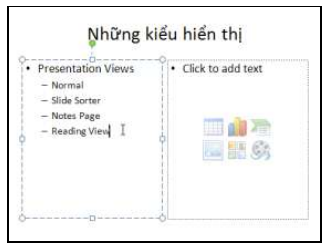 Những kiểu hiển thị
• Presentation Views
– Normal
– Slide Sorter
– Notes Page
– Reading View
• Click to add text